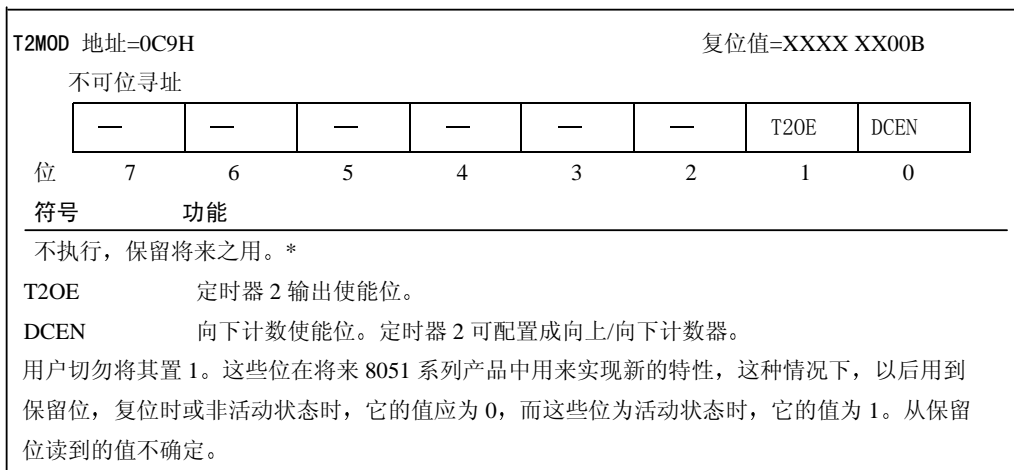 T2MOD 地址=0C9H 复位值=XXXX XX00B
不可位寻址
— — — — — — T2OE DCEN
位 7 6 5 4 3 2 1 0
符号 功能
不执行，保留将来之用。*
T2OE 定时器 2 输出使能位。
DCEN 向下计数使能位。定时器 2 可配置成向上/向下计数器。
用户切勿将其置 1。这些位在将来 8051 系列产品中用来实现新的特性，这种情况下，以后用到
保留位，复位时或非活动状态时，它的值应为 0，而这些位为活动状态时，它的值为 1。从保留
位读到的值不确定。